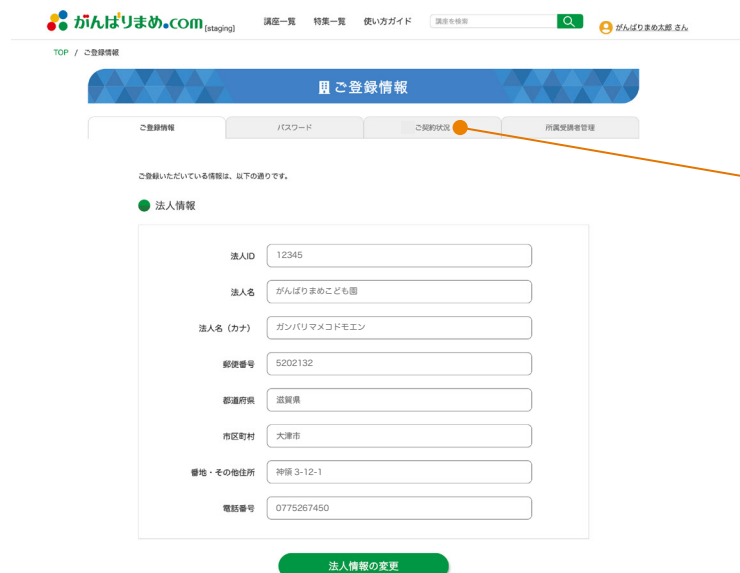 がんばりまめ.com [staging] 講座一覧 特集一覧 使い方ガイド 講座を検索 がんばりまめ太郎 さん
TOP / ご登録情報
ご登録情報
ご登録情報 パスワード ご契約状況 所属受講者管理
ご登録いただいている情報は、以下の通りです。
法人情報
法人ID 12345
法人名 がんばりまめこども園
法人名(カナ) ガンバリマメコドモエン
郵便番号 5202132
都道府県 滋賀県
市区町村 大津市
番地・その他住所 神領 3-12-1
電話番号 0775267450
法人情報の変更